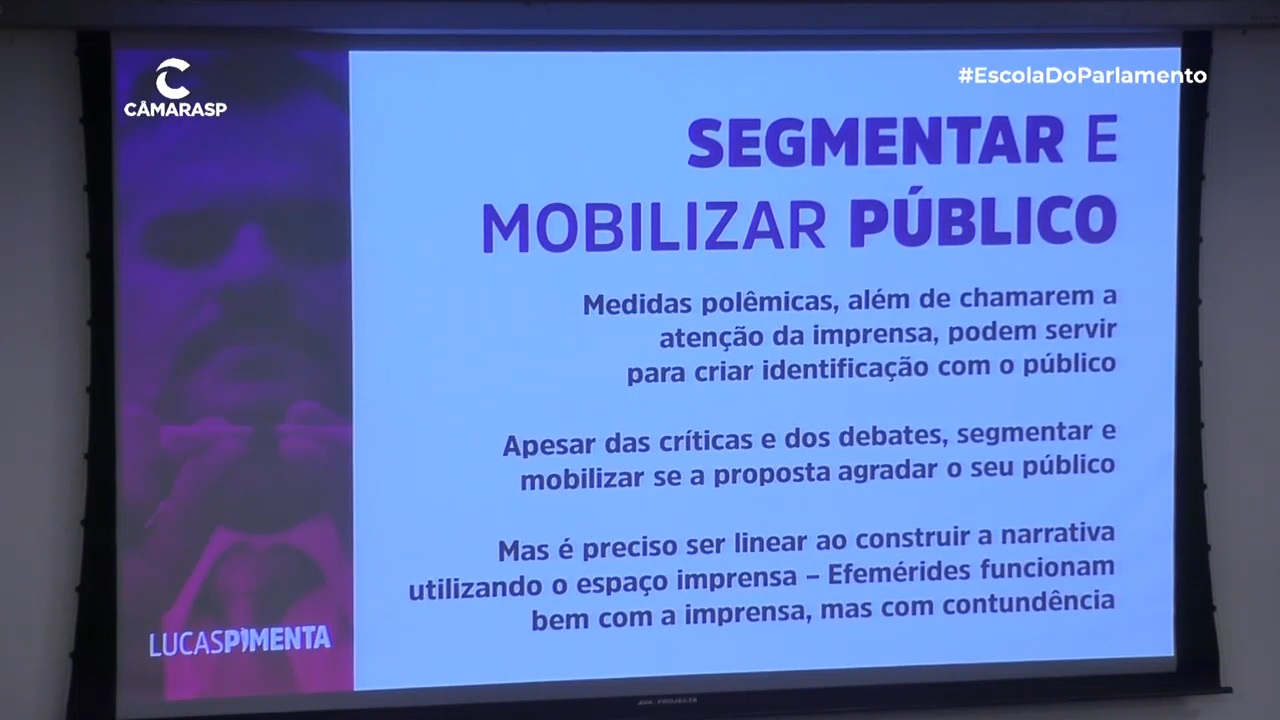 CÂMARASP
#EscolaDoParlamento
SEGMENTAR E
MOBILIZAR PÚBLICO
Medidas polêmicas, além de chamarem a
atenção da imprensa, podem servir
para criar identificação com o público
Apesar das críticas e dos debates, segmentar e
mobilizar se a proposta agradar o seu público
Mas é preciso ser linear ao construir a narrativa
utilizando o espaço imprensa – Efemérides funcionam
bem com a imprensa, mas com contundência
LUCASPIMENTA